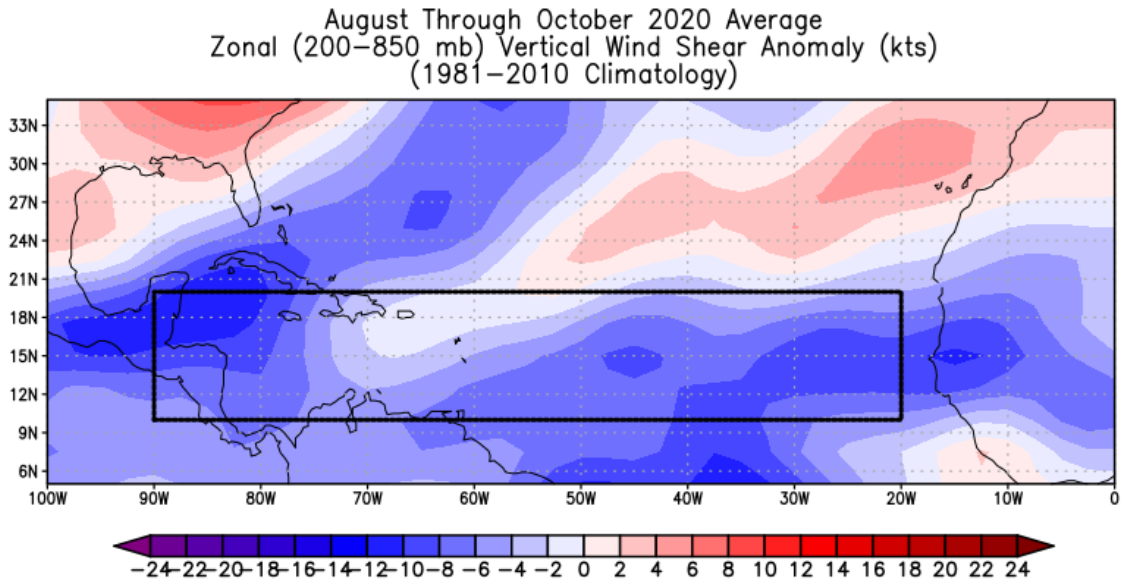 August Through October 2020 Average
Zonal (200−850 mb) Vertical Wind Shear Anomaly (kts)
(1981−2010 Climatology)
33N
30N
27N
24N
21N
18N
15N
12N
9N
6N
100W 90W 80W 70W 60W 50W 40W 30W 20W 10W 0
−24−22−20−18−16−14−12−10−8 −6 −4 −2 0 2 4 6 8 10 12 14 16 18 20 22 24